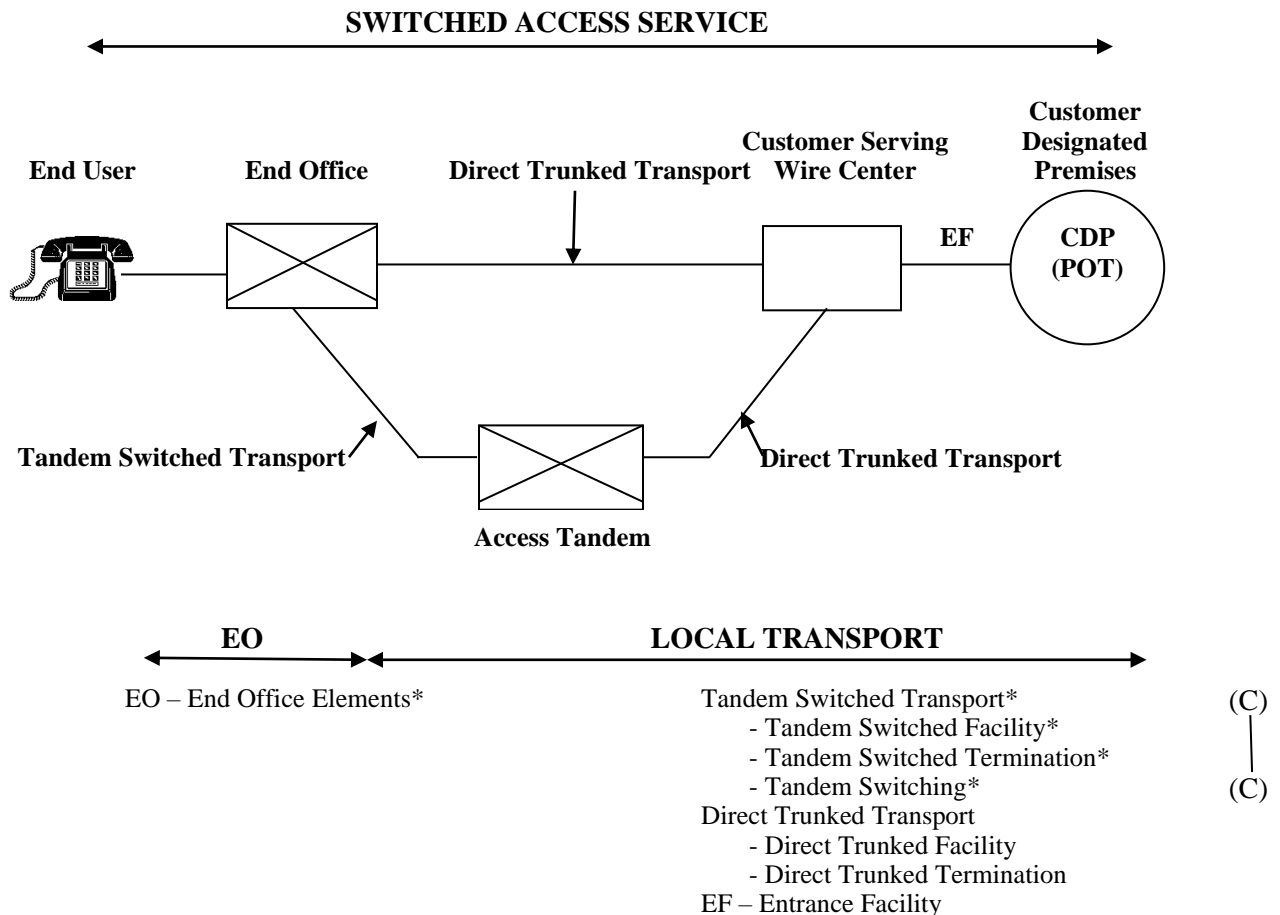 SWITCHED ACCESS SERVICE
Customer
Designated
Premises
Customer Serving
Wire Center
End User
End Office
Direct Trunked Transport
EF
CDP
(POT)
Tandem Switched Transport
Direct Trunked Transport
Access Tandem
EO
LOCAL TRANSPORT
EO – End Office Elements*
Tandem Switched Transport*
(C)
- Tandem Switched Facility*
- Tandem Switched Termination*
- Tandem Switching*
(C)
Direct Trunked Transport
- Direct Trunked Facility
- Direct Trunked Termination
EF – Entrance Facility